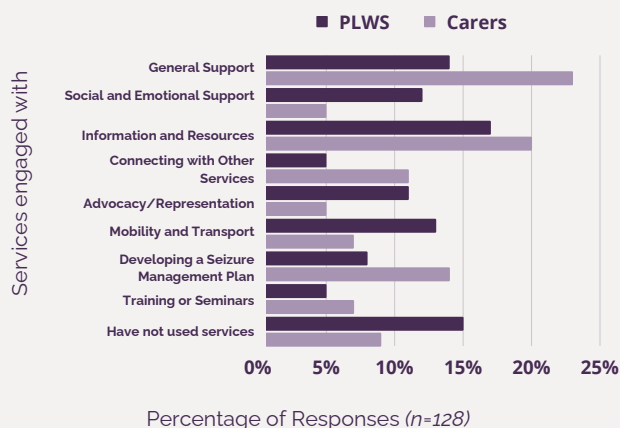 PLWS Carers
Services engaged with
General Support
Social and Emotional Support
Information and Resources
Connecting with Other
Services
Advocacy/Representation
Mobility and Transport
Developing a Seizure
Management Plan
Training or Seminars
Have not used services
0% 5% 10% 15% 20% 25%
Percentage of Responses (n=128)